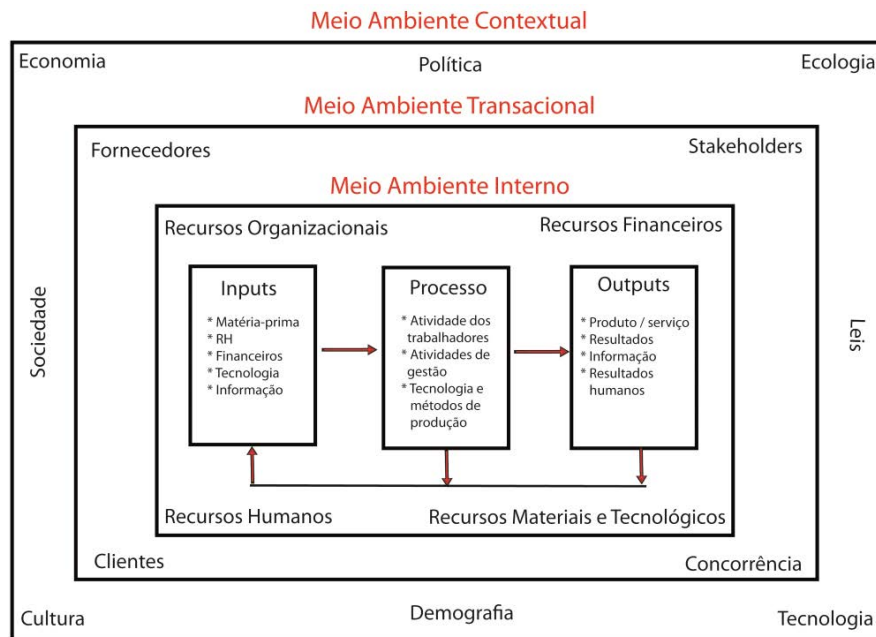 Meio Ambiente Contextual
Economia
Política
Ecologia
Meio Ambiente Transacional
Fornecedores
Stakeholders
Meio Ambiente Interno
Recursos Organizacionais
Recursos Financeiros
Sociedade
Leis
Inputs
* Matéria-prima
* RH
* Financeiros
* Tecnologia
* Informação
Processo
* Atividade dos
trabalhadores
* Atividades de
gestão
* Tecnologia e
métodos de
produção
Outputs
* Produto / serviço
* Resultados
* Informação
* Resultados
humanos
Recursos Humanos
Recursos Materiais e Tecnológicos
Clientes
Concorrência
Cultura
Demografia
Tecnologia